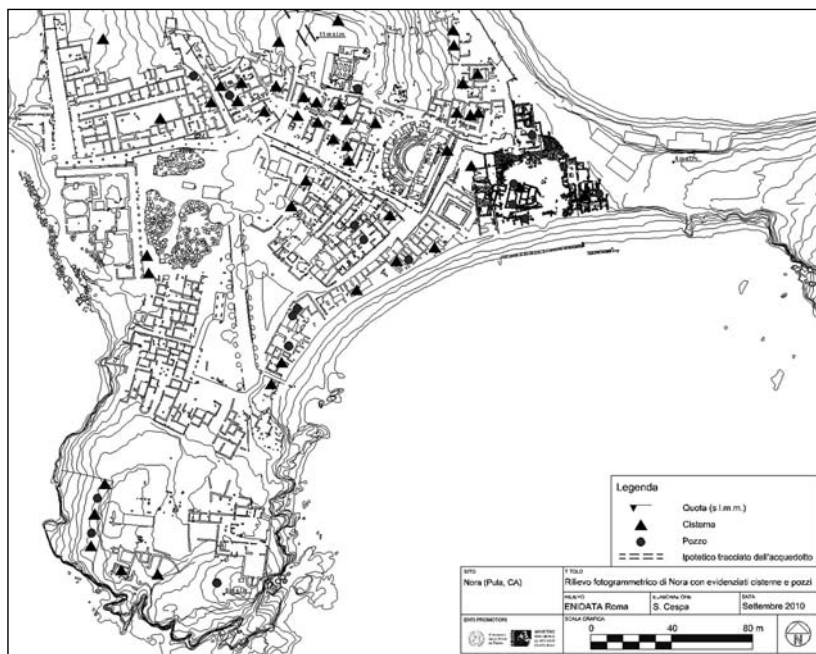 Legenda
Quota (s.l.m.m.)
Cisterna
Pozzo
Ipotetico tracciato dell'acquedotto
SITO
Nora (Pula, CA)
TITOLO
Rilievo fotogrammetrico di Nora con evidenziati cisterne e pozzi
RILIEVO
ENIDATA Roma
ELABORAZIONE
S. Cespa
DATA
Settembre 2010
ENTI PROMOTORI
SCALA GRAFICA
0 40 80 m
N